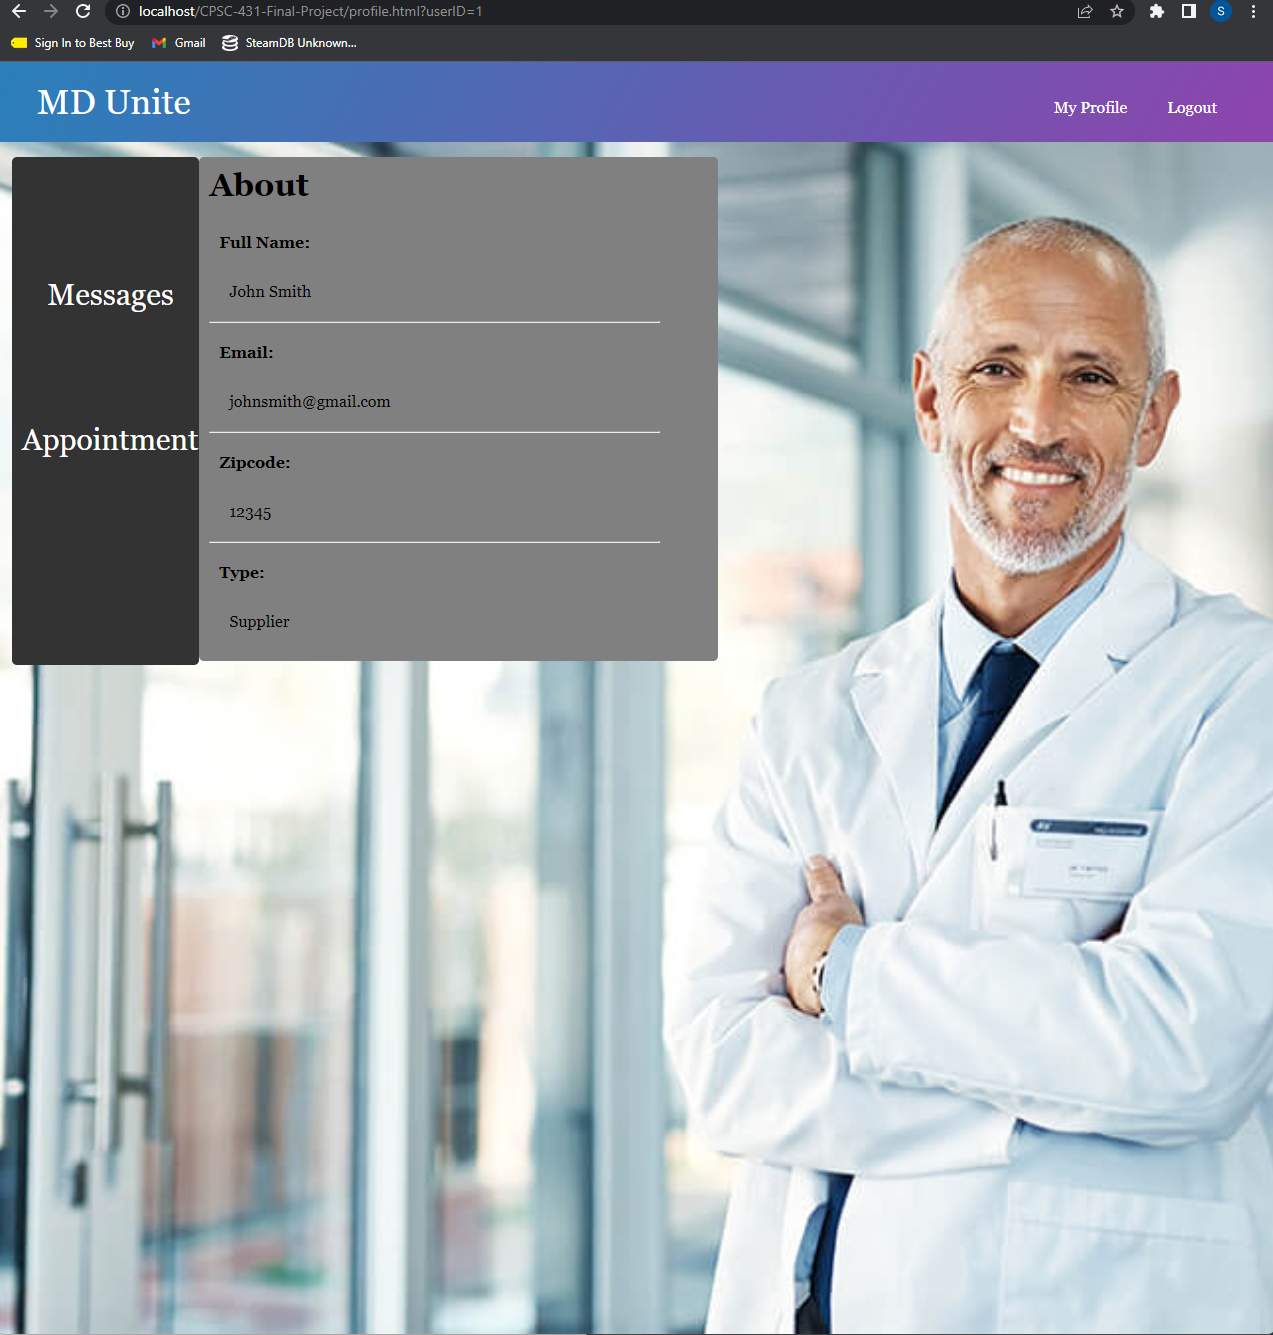 localhost/CPSC-431-Final-Project/profile.html?userID=1
S
Sign In to Best Buy Gmail SteamDB Unknown...
MD Unite
My Profile Logout
Messages
Appointment
About
Full Name:
John Smith
Email:
johnsmith@gmail.com
Zipcode:
12345
Type:
Supplier